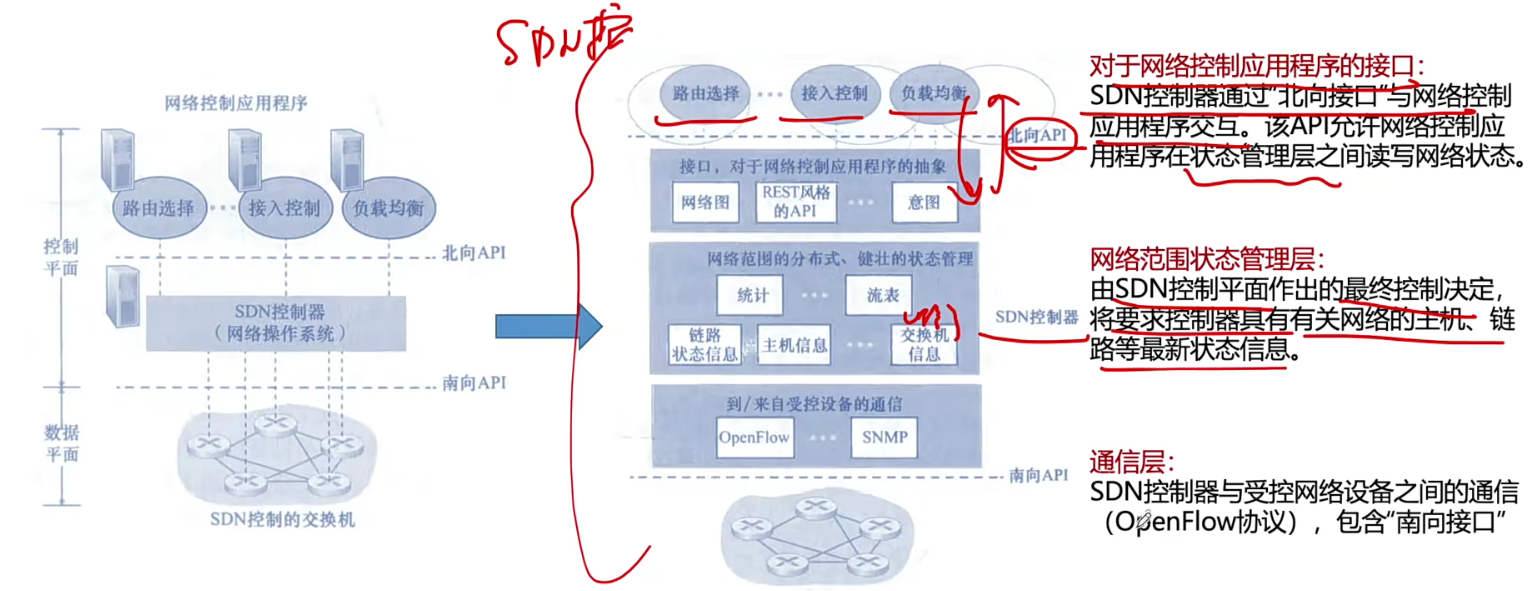 SDN控
网络控制应用程序
控制
平面
路由选择
接入控制
负载均衡
北向API
SDN控制器
(网络操作系统)
南向API
数据
平面
SDN控制的交换机
路由选择
接入控制
负载均衡
北向API
接口，对于网络控制应用程序的抽象
网络图
REST风格
的API
意图
网络范围的分布式、健壮的状态管理
统计
流表
链路
状态信息
主机信息
交换机
信息
SDN控制器
到/来自受控设备的通信
OpenFlow
SNMP
南向API
对于网络控制应用程序的接口:
SDN控制器通过“北向接口”与网络控制
应用程序交互。该API允许网络控制应
用程序在状态管理层之间读写网络状态。
网络范围状态管理层:
由SDN控制平面作出的最终控制决定，
将要求控制器具有有关网络的主机、链
路等最新状态信息。
通信层:
SDN控制器与受控网络设备之间的通信
（OpenFlow协议），包含“南向接口”